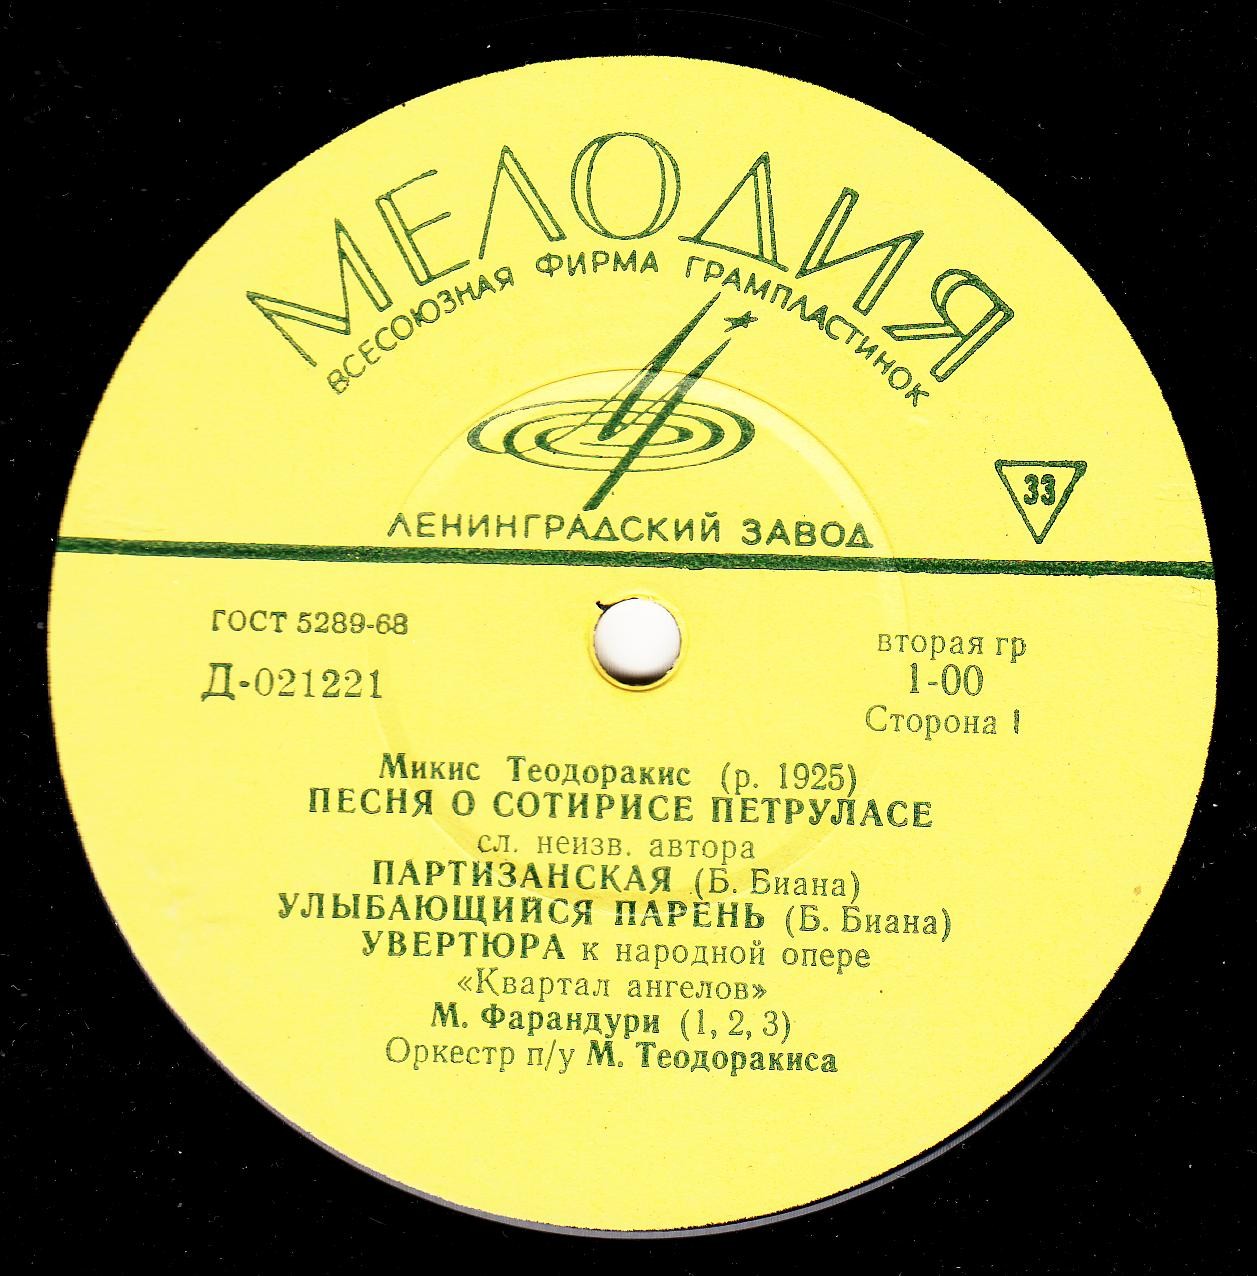 МЕЛОДИЯ
ВСЕСОЮЗНАЯ ФИРМА ГРАМПЛАСТИНОК
33
ЛЕНИНГРАДСКИЙ ЗАВОД
ГОСТ 5289-68
Д-021221
вторая гр
1-00
Сторона 1
Микис Теодоракис (р. 1925)
ПЕСНЯ О СОТИРИСЕ ПЕТРУЛАСЕ
сл. неизв. автора
ПАРТИЗАНСКАЯ (Б. Биана)
УЛЫБАЮЩИЙСЯ ПАРЕНЬ (Б. Биана)
УВЕРТЮРА к народной опере
«Квартал ангелов»
М. Фарандури (1, 2, 3)
Оркестр п/у М. Теодоракиса